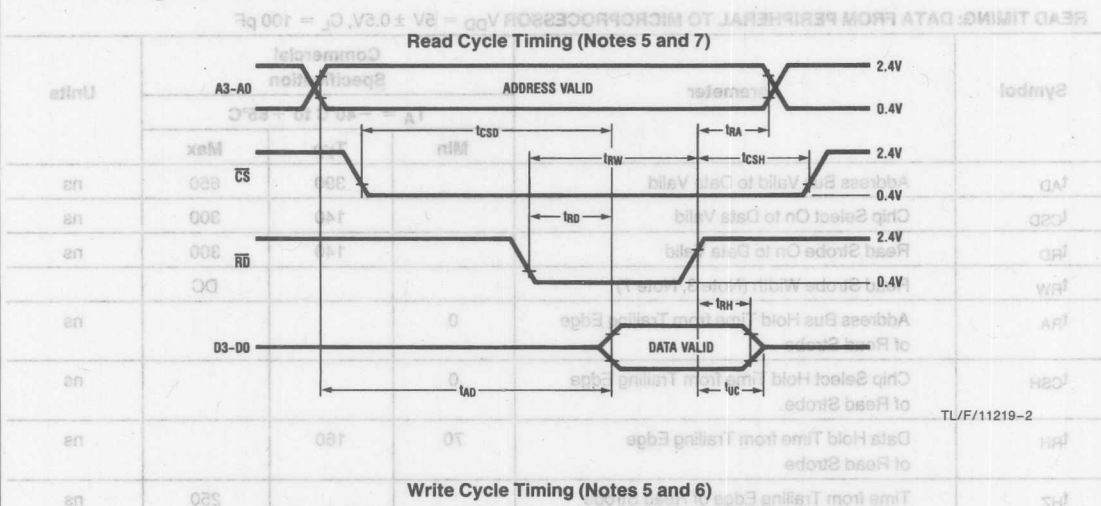 READ TIMING: DATA FROM PERIPHERAL TO MICROPROCESSOR VDD = 5V ± 0.5V, CL = 100 pF
Read Cycle Timing (Notes 5 and 7)
A3-A0
ADDRESS VALID
2.4V
0.4V
tCSD
tRA
CS
tRW
tCSH
2.4V
0.4V
tRD
RD
2.4V
0.4V
tRH
D3-D0
DATA VALID
tAD
tUC
TL/F/11219-2
Write Cycle Timing (Notes 5 and 6)
Symbol
Parameter
Commercial
Specification
Units
Min
Typ
Max
tAD Address Bus Valid to Data Valid 390 650 ns
tCSD Chip Select On to Data Valid 140 300 ns
tRD Read Strobe On to Data Valid 140 300 ns
tRW Read Strobe Width (Note 3, Note 7) DC
tRA Address Bus Hold Time from Trailing Edge 0 ns
of Read Strobe
tCSH Chip Select Hold Time from Trailing Edge 0 ns
of Read Strobe
tRH Data Hold Time from Trailing Edge 70 160 ns
of Read Strobe
tHZ Time from Trailing Edge of Read Strobe 250 ns